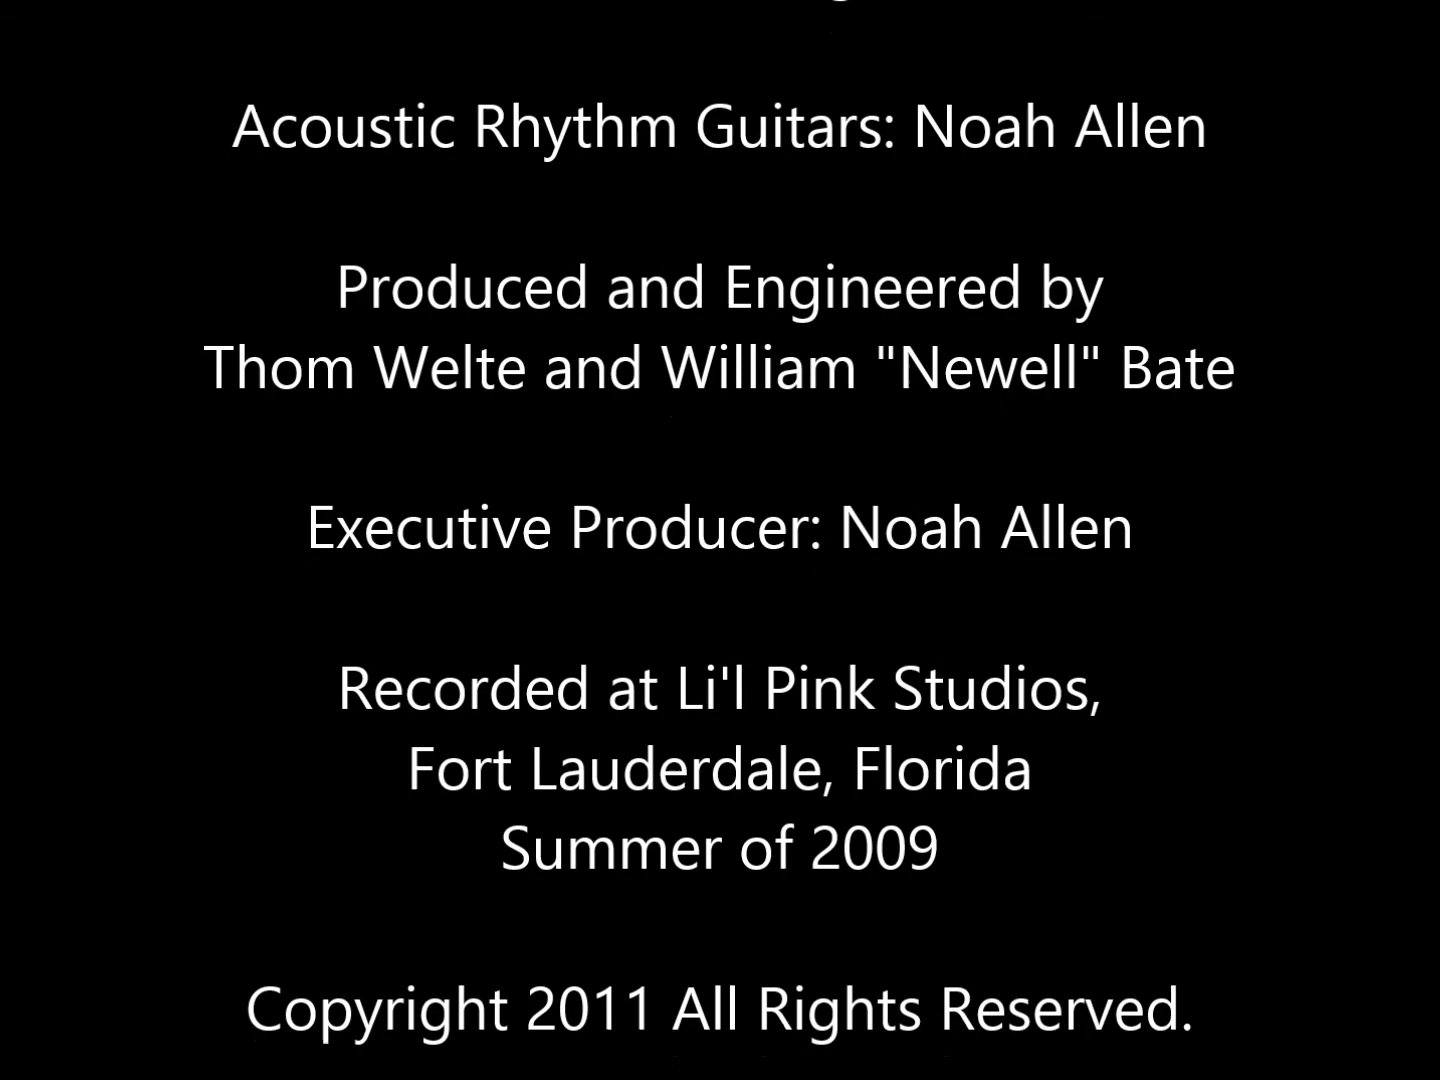 Acoustic Rhythm Guitars: Noah Allen
Produced and Engineered by
Thom Welte and William "Newell" Bate
Executive Producer: Noah Allen
Recorded at Li'l Pink Studios,
Fort Lauderdale, Florida
Summer of 2009
Copyright 2011 All Rights Reserved.